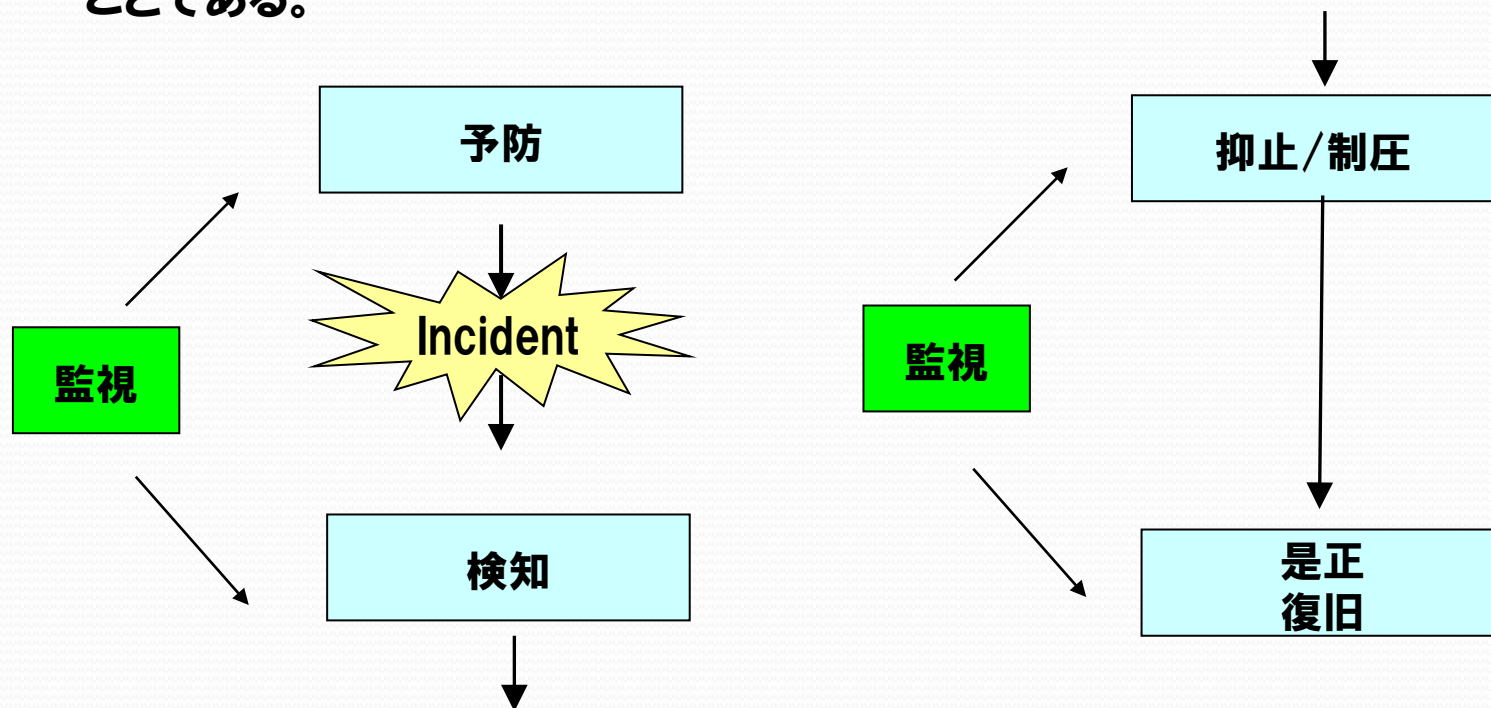 ことである。
予防
Incident
監視
検知
抑止/制圧
監視
是正
復旧